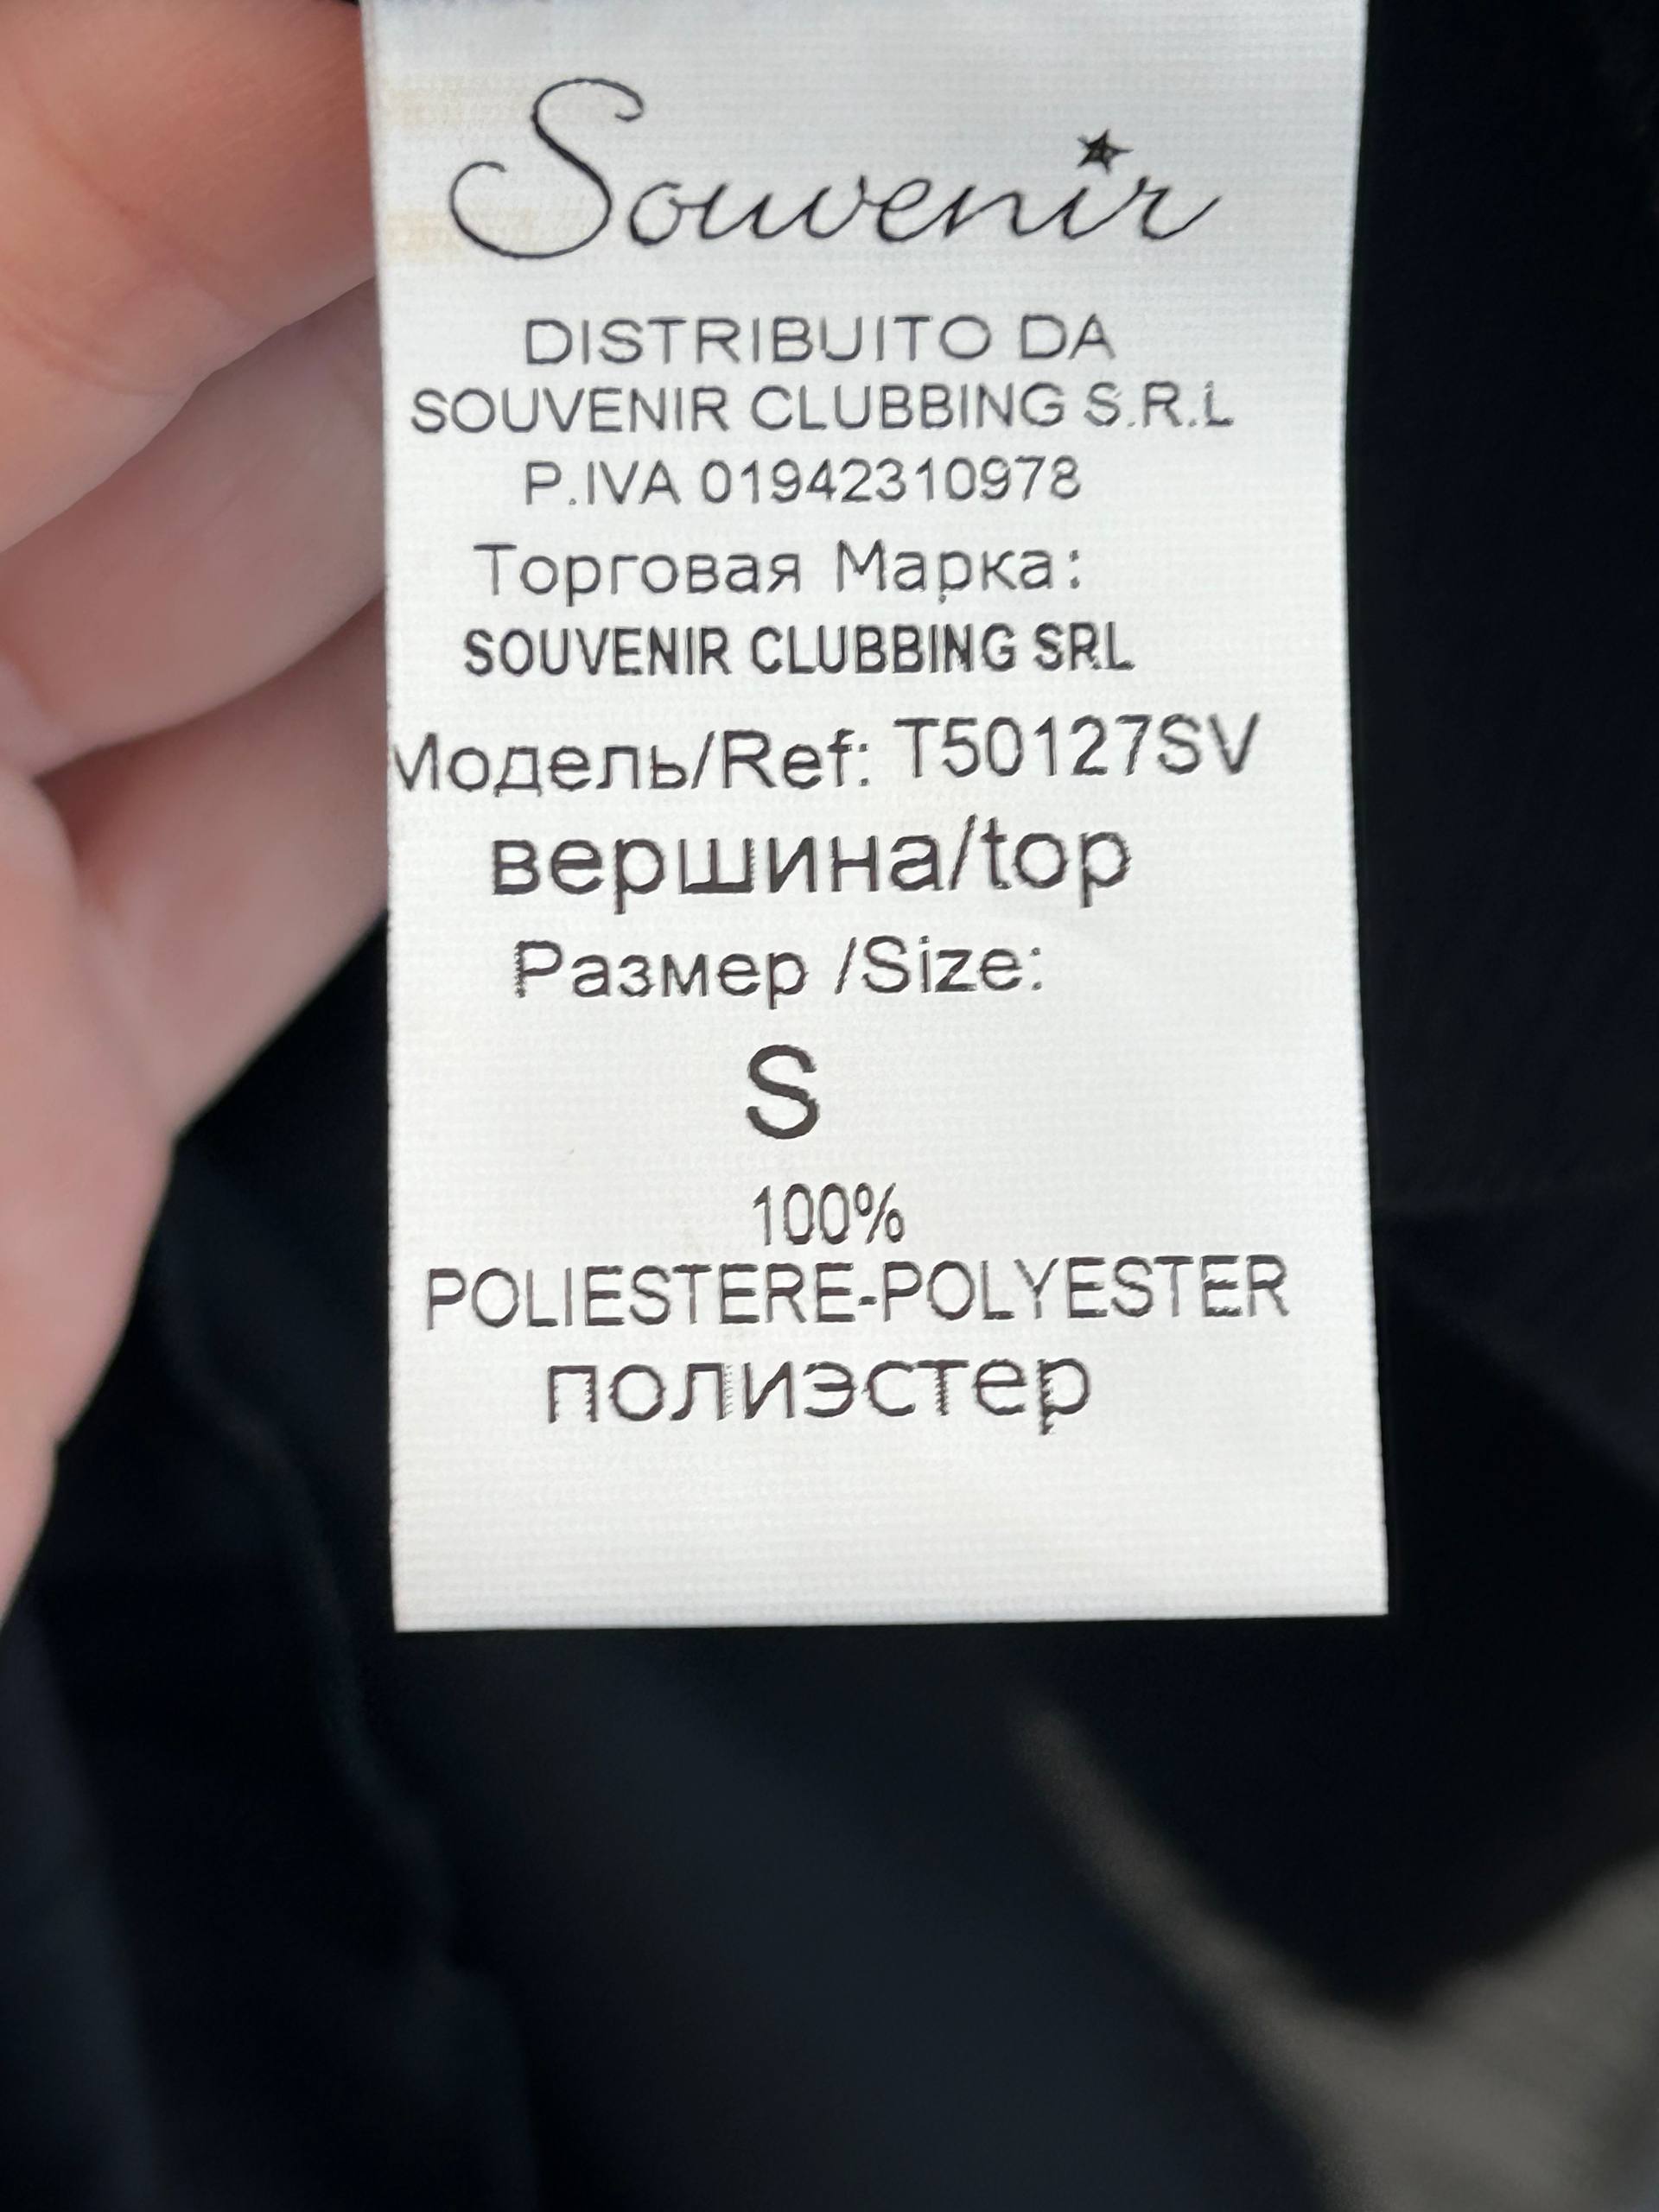 Souvenir
DISTRIBUITO DA
SOUVENIR CLUBBING S.R.L
P.IVA 01942310978
Торговая Марка:
SOUVENIR CLUBBING SRL
Модель/Ref: T50127SV
вершина/top
Размер /Size:
S
100%
POLIESTERE-POLYESTER
полиэстер